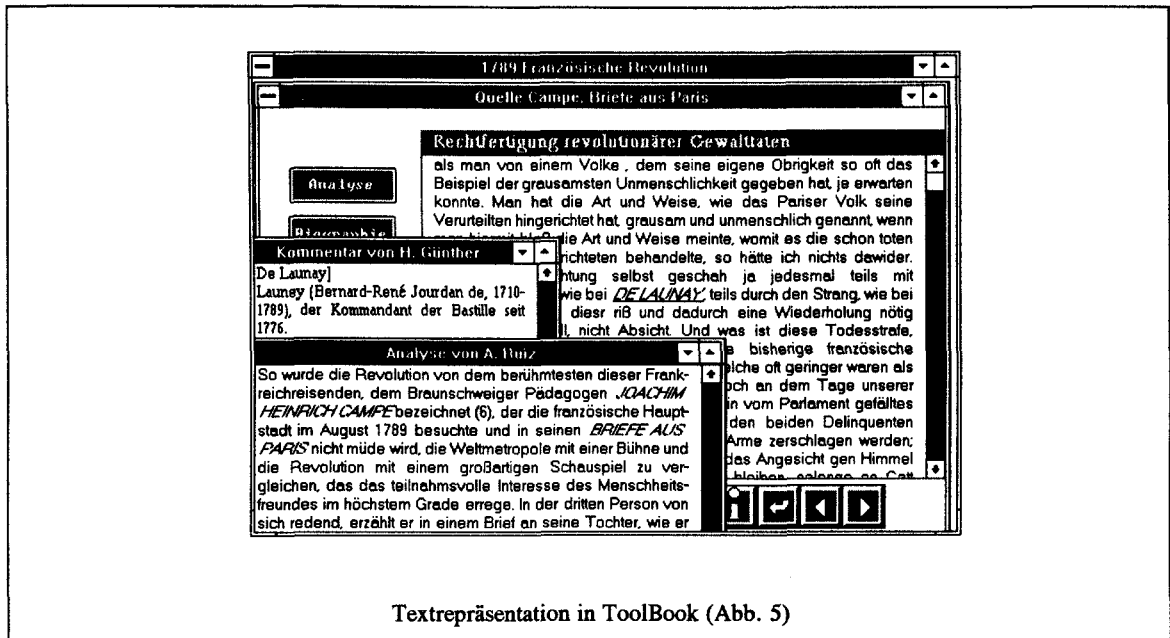 1789 Französische Revolution
Quelle Campe, Briefe aus Paris
Rechtfertigung revolutionärer Gewalttaten
als man von einem Volke , dem seine eigene Obrigkeit so oft das
Beispiel der grausamsten Unmenschlichkeit gegeben hat, je erwarten
konnte. Man hat die Art und Weise, wie das Pariser Volk seine
Verurteilten hingerichtet hat, grausam und unmenschlich genannt, wenn
die Art und Weise meinte, womit es die schon toten
richteten behandelte, so hätte ich nichts dawider.
htung selbst geschah ja jedesmal teils mit
wie bei DE LAUNAY, teils durch den Strang, wie bei
diesr riß und dadurch eine Wiederholung nötig
l, nicht Absicht. Und was ist diese Todesstrafe,
e bisherige französische
lche oft geringer waren als
och an dem Tage unserer
in vom Parlament gefälltes
den beiden Delinquenten
Arme zerschlagen werden;
das Angesicht gen Himmel
bleiben, solange es Gott
Analyse
Biographie
Kommentar von H. Günther
De Launay]
Launey (Bernard-René Jourdan de, 1710-
1789), der Kommandant der Bastille seit
1776.
Analyse von A. Ruiz
So wurde die Revolution von dem berühmtesten dieser Frank-
reichreisenden, dem Braunschweiger Pädagogen JOACHIM
HEINRICH CAMPE bezeichnet (6), der die französische Haupt-
stadt im August 1789 besuchte und in seinen BRIEFE AUS
PARIS nicht müde wird, die Weltmetropole mit einer Bühne und
die Revolution mit einem großartigen Schauspiel zu ver-
gleichen, das das teilnahmsvolle Interesse des Menschheits-
freundes im höchstem Grade errege. In der dritten Person von
sich redend, erzählt er in einem Brief an seine Tochter, wie er
Textrepräsentation in ToolBook (Abb. 5)